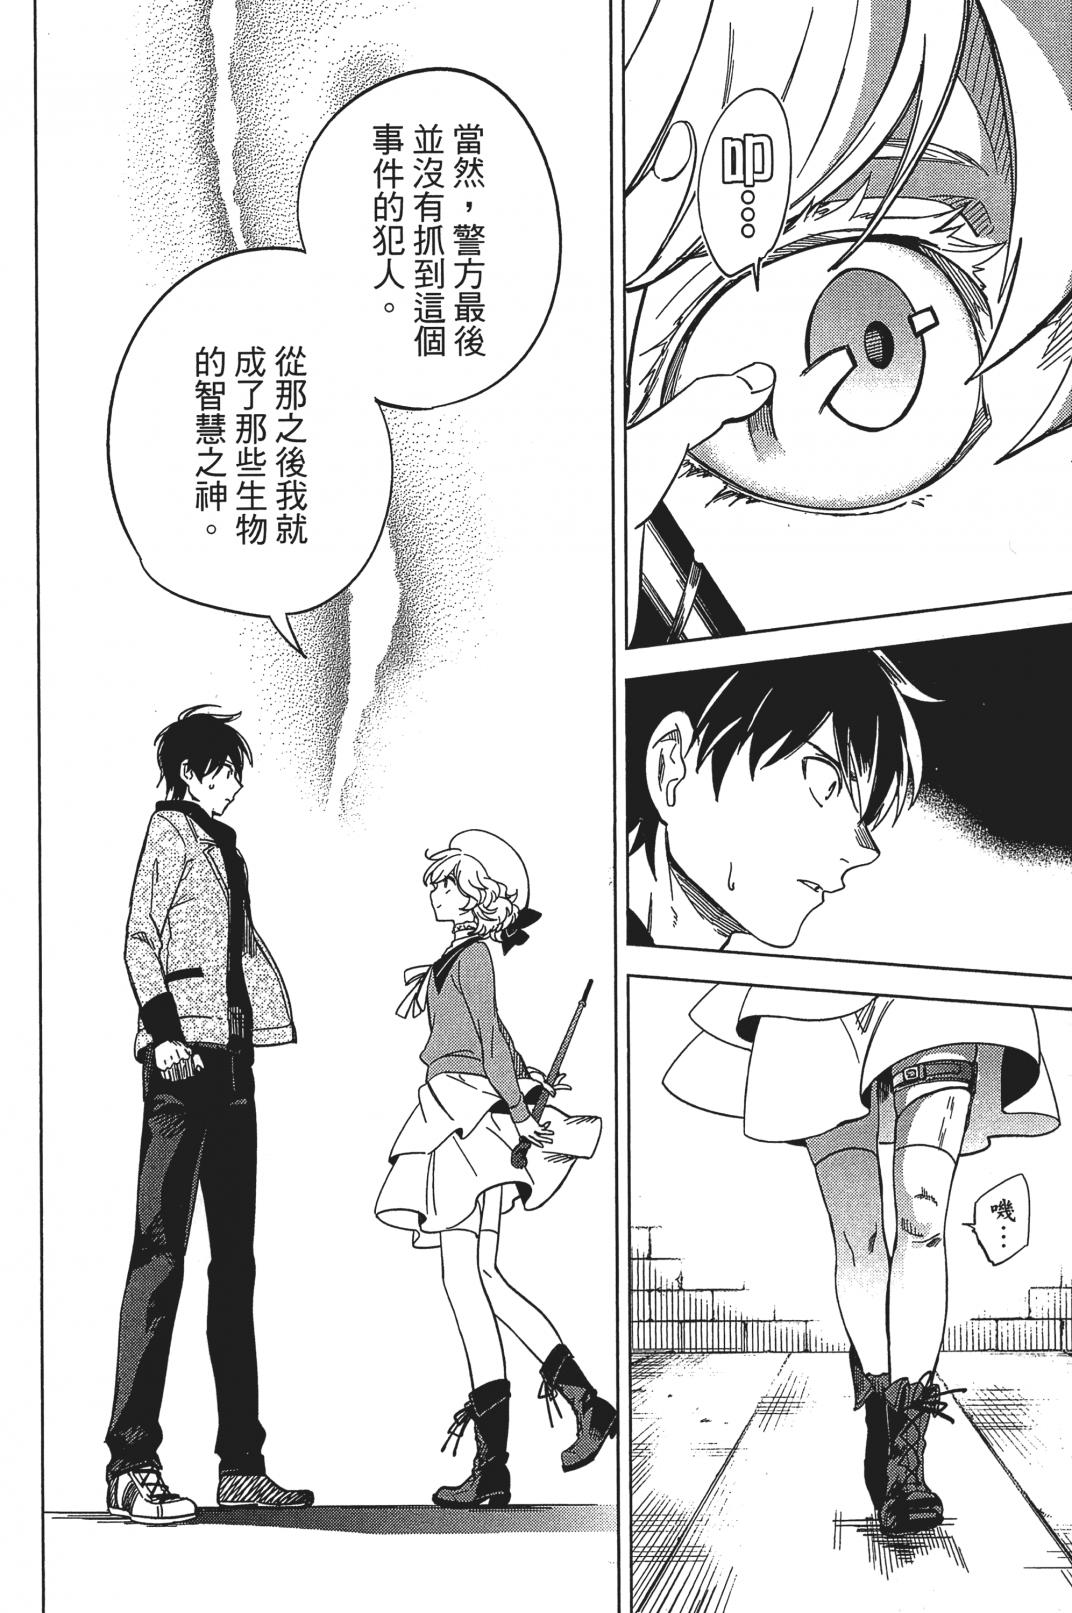 叩…
嘰…
當然，警方最後
並沒有抓到這個
事件的犯人。
從那之後我就
成了那些生物
的智慧之神。